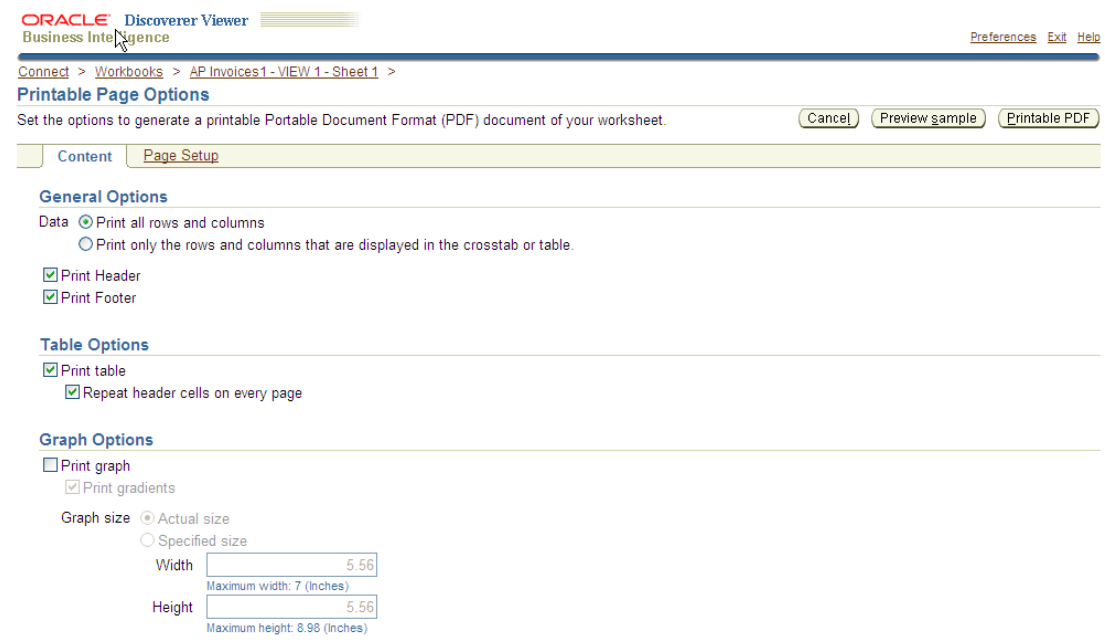 ORACLE Discoverer Viewer
Business Intelligence
Preferences Exit Help
Connect > Workbooks > AP Invoices1 - VIEW 1 - Sheet 1 >
Printable Page Options
Set the options to generate a printable Portable Document Format (PDF) document of your worksheet. Cancel Preview sample Printable PDF
Content Page Setup
General Options
Data Print all rows and columns
Print only the rows and columns that are displayed in the crosstab or table.
Print Header
Print Footer
Table Options
Print table
Repeat header cells on every page
Graph Options
Print graph
Print gradients
Graph size Actual size
Specified size
Width 5.56
Maximum width: 7 (Inches)
Height 5.56
Maximum height: 8.98 (Inches)